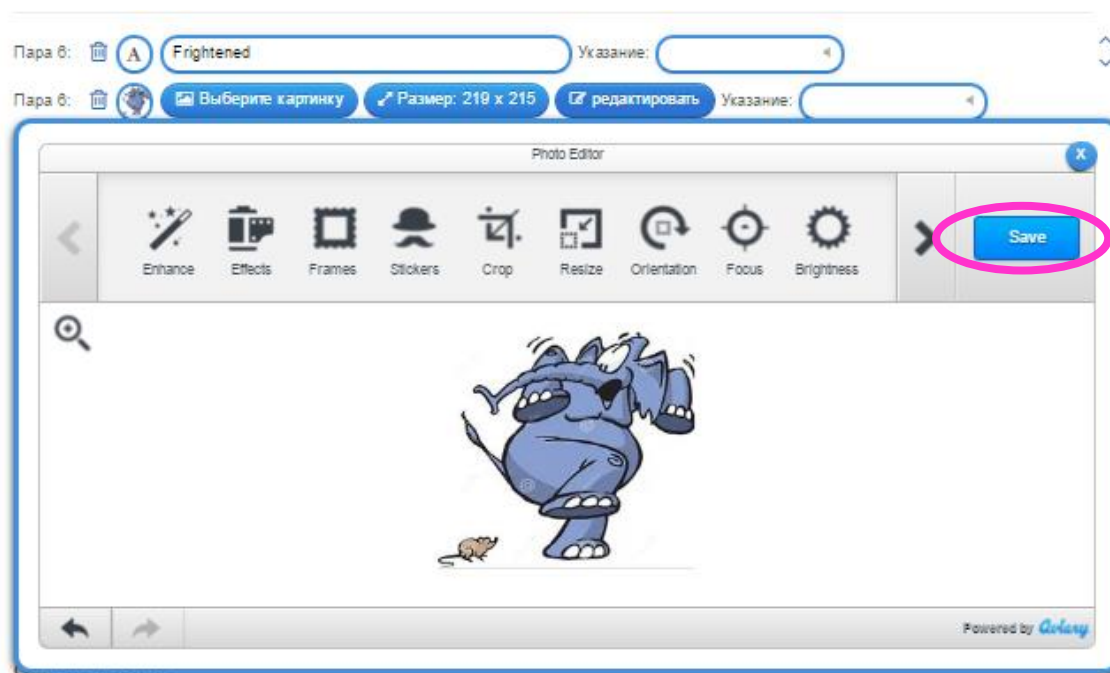 Пара 6: A Frightened Указание:
Пара 6: Выберите картинку Размер: 219 x 215 редактировать Указание:
Photo Editor
X
Enhance Effects Frames Stickers Crop Resize Orientation Focus Brightness
Save
Powered by Aviary